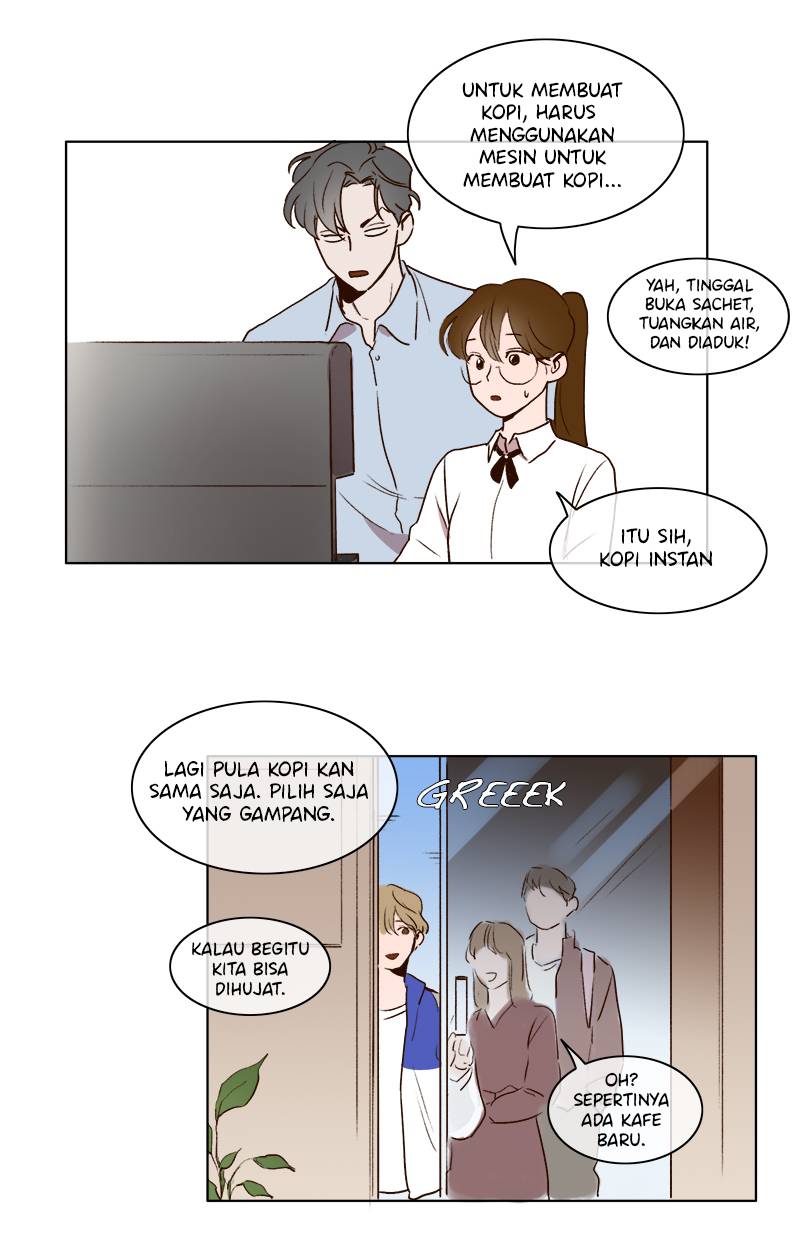 UNTUK MEMBUAT
KOPI, HARUS
MENGGUNAKAN
MESIN UNTUK
MEMBUAT KOPI...
YAH, TINGGAL
BUKA SACHET,
TUANGKAN AIR,
DAN DIADUK!
ITU SIH,
KOPI INSTAN
LAGI PULA KOPI KAN
SAMA SAJA. PILIH SAJA
YANG GAMPANG.
GREEEK
KALAU BEGITU
KITA BISA
DIHUJAT.
OH?
SEPERTINYA
ADA KAFE
BARU.